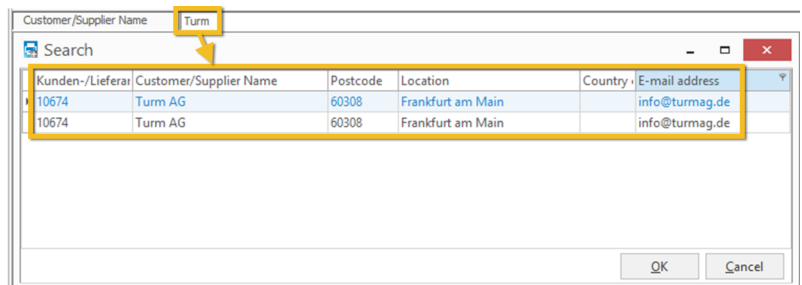 Customer/Supplier Name Turm
Search
Kunden-/Lieferar Customer/Supplier Name Postcode Location Country E-mail address
10674 Turm AG 60308 Frankfurt am Main info@turmag.de
10674 Turm AG 60308 Frankfurt am Main info@turmag.de
OK Cancel